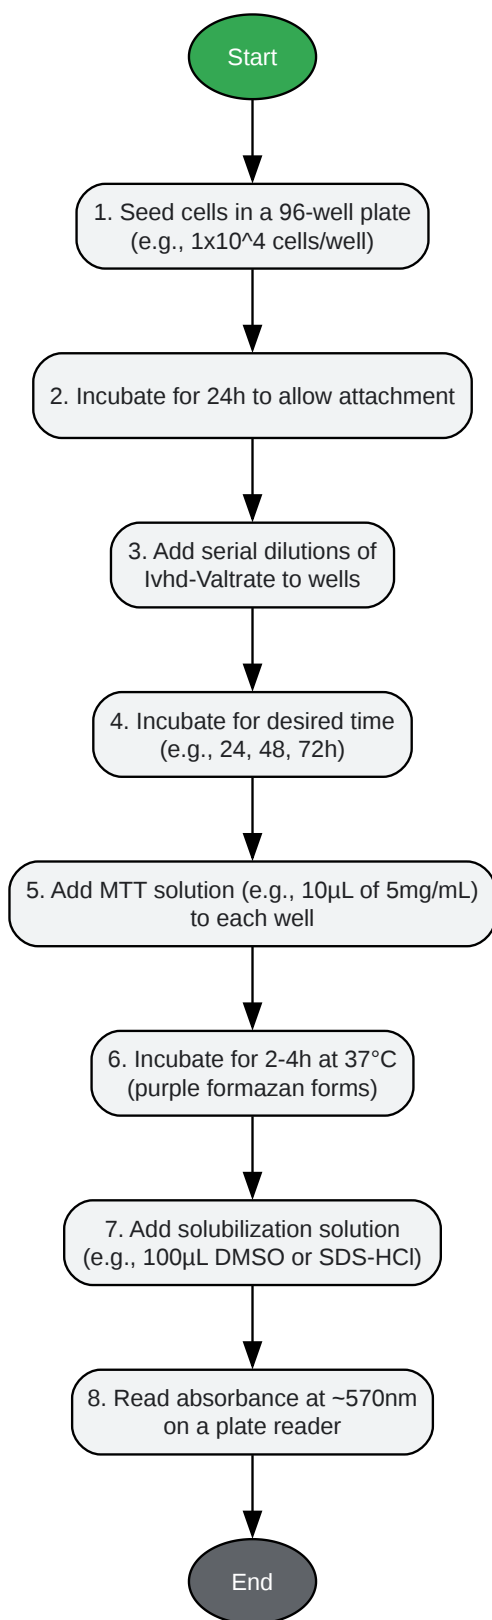 Start
1. Seed cells in a 96-well plate
(e.g., 1x10^4 cells/well)
2. Incubate for 24h to allow attachment
3. Add serial dilutions of
Ivhd-Valtrate to wells
4. Incubate for desired time
(e.g., 24, 48, 72h)
5. Add MTT solution (e.g., 10µL of 5mg/mL)
to each well
6. Incubate for 2-4h at 37°C
(purple formazan forms)
7. Add solubilization solution
(e.g., 100µL DMSO or SDS-HCl)
8. Read absorbance at ~570nm
on a plate reader
End